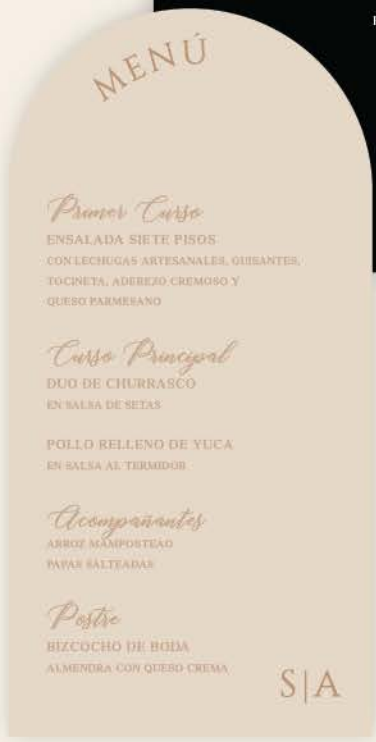 MENÚ
Primer Curso
ENSALADA SIETE PISOS
CON LECHUGAS ARTESANALES, GUISANTES,
TOCINETA, ADEREZO CREMOSO Y
QUESO PARMESANO
Curso Principal
DUO DE CHURRASCO
EN SALSA DE SETAS
POLLO RELLENO DE YUCA
EN SALSA AL TERMIDOR
Acompañantes
ARROZ MAMPOSTEAO
PAPAS SALTEADAS
Postre
BIZCOCHO DE BODA
ALMENDRA CON QUESO CREMA
S|A